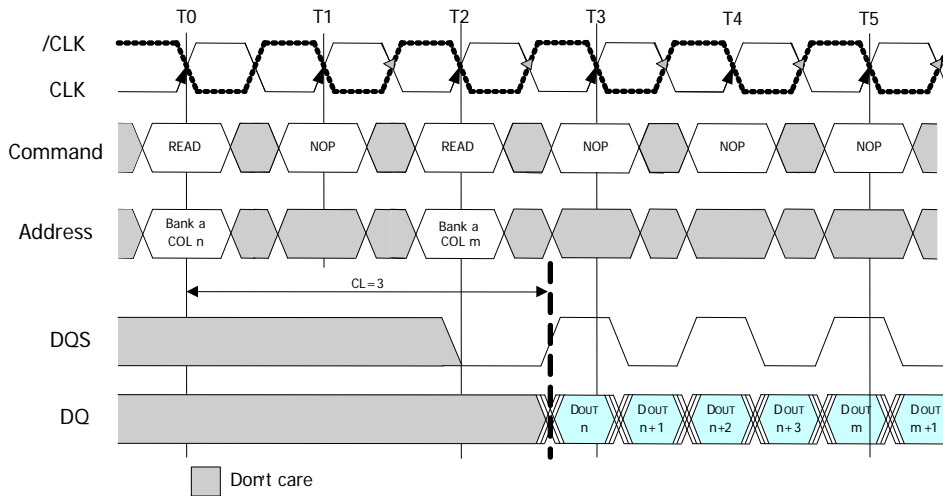 T0 T1 T2 T3 T4 T5
/CLK
CLK
Command READ NOP READ NOP NOP NOP
Address Bank a COL n Bank a COL m
CL=3
DQS
DQ DOUT n DOUT n+1 DOUT n+2 DOUT n+3 DOUT m DOUT m+1
Don't care